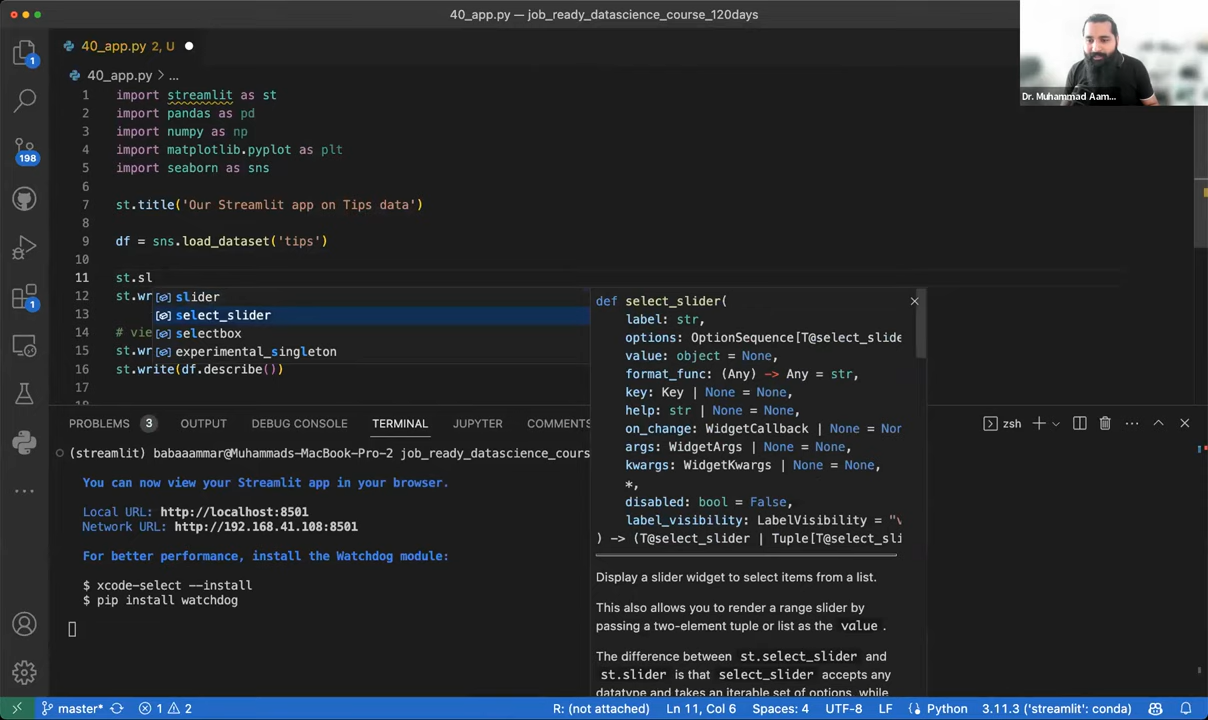 40_app.py — job_ready_datascience_course_120days
40_app.py 2, U
40_app.py > ...
1 import streamlit as st
2 import pandas as pd
3 import numpy as np
4 import matplotlib.pyplot as plt
5 import seaborn as sns
6
7 st.title('Our Streamlit app on Tips data')
8
9 df = sns.load_dataset('tips')
10
11 st.sl
12 st.wr
13
14 # vie
15 st.wr
16 st.write(df.describe())
17
slider
select_slider
selectbox
experimental_singleton
def select_slider(
label: str,
options: OptionSequence[T@select_slide
value: object = None,
format_func: (Any) -> Any = str,
key: Key | None = None,
help: str | None = None,
on_change: WidgetCallback | None = Non
args: WidgetArgs | None = None,
kwargs: WidgetKwargs | None = None,
*,
disabled: bool = False,
label_visibility: LabelVisibility = "v
) -> (T@select_slider | Tuple[T@select_sli
Display a slider widget to select items from a list.
This also allows you to render a range slider by
passing a two-element tuple or list as the value .
The difference between st.select_slider and
st.slider is that select_slider accepts any
datatype and takes an iterable set of options, while
Dr. Muhammad Aam...
1
198
1
PROBLEMS 3 OUTPUT DEBUG CONSOLE TERMINAL JUPYTER COMMENTS
zsh
(streamlit) babaaammar@Muhammads-MacBook-Pro-2 job_ready_datascience_cours
You can now view your Streamlit app in your browser.
Local URL: http://localhost:8501
Network URL: http://192.168.41.108:8501
For better performance, install the Watchdog module:
$ xcode-select --install
$ pip install watchdog
master* 1 2 R: (not attached) Ln 11, Col 6 Spaces: 4 UTF-8 LF Python 3.11.3 ('streamlit': conda)